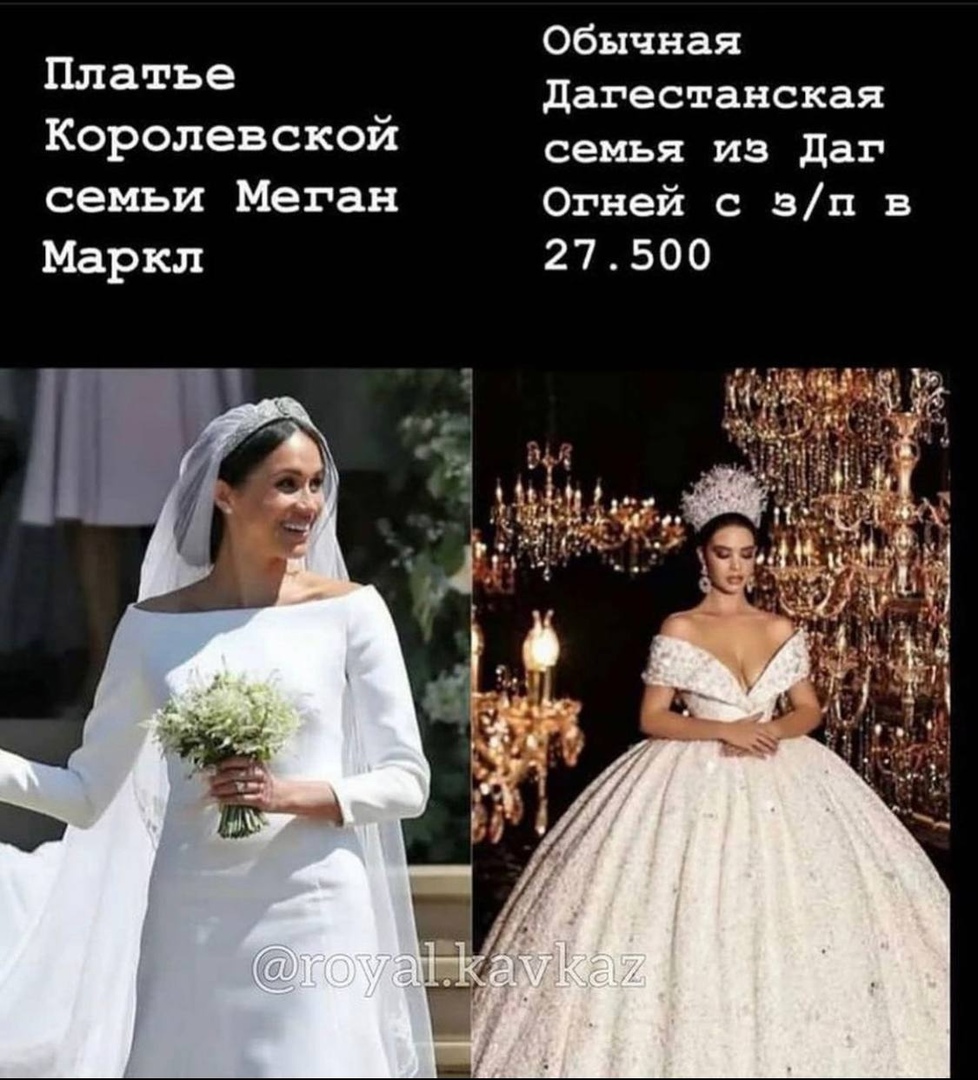 Платье
Королевской
семьи Меган
Маркл
Обычная
Дагестанская
семья из Даг
Огней с з/п в
27.500
@royal.kavkaz